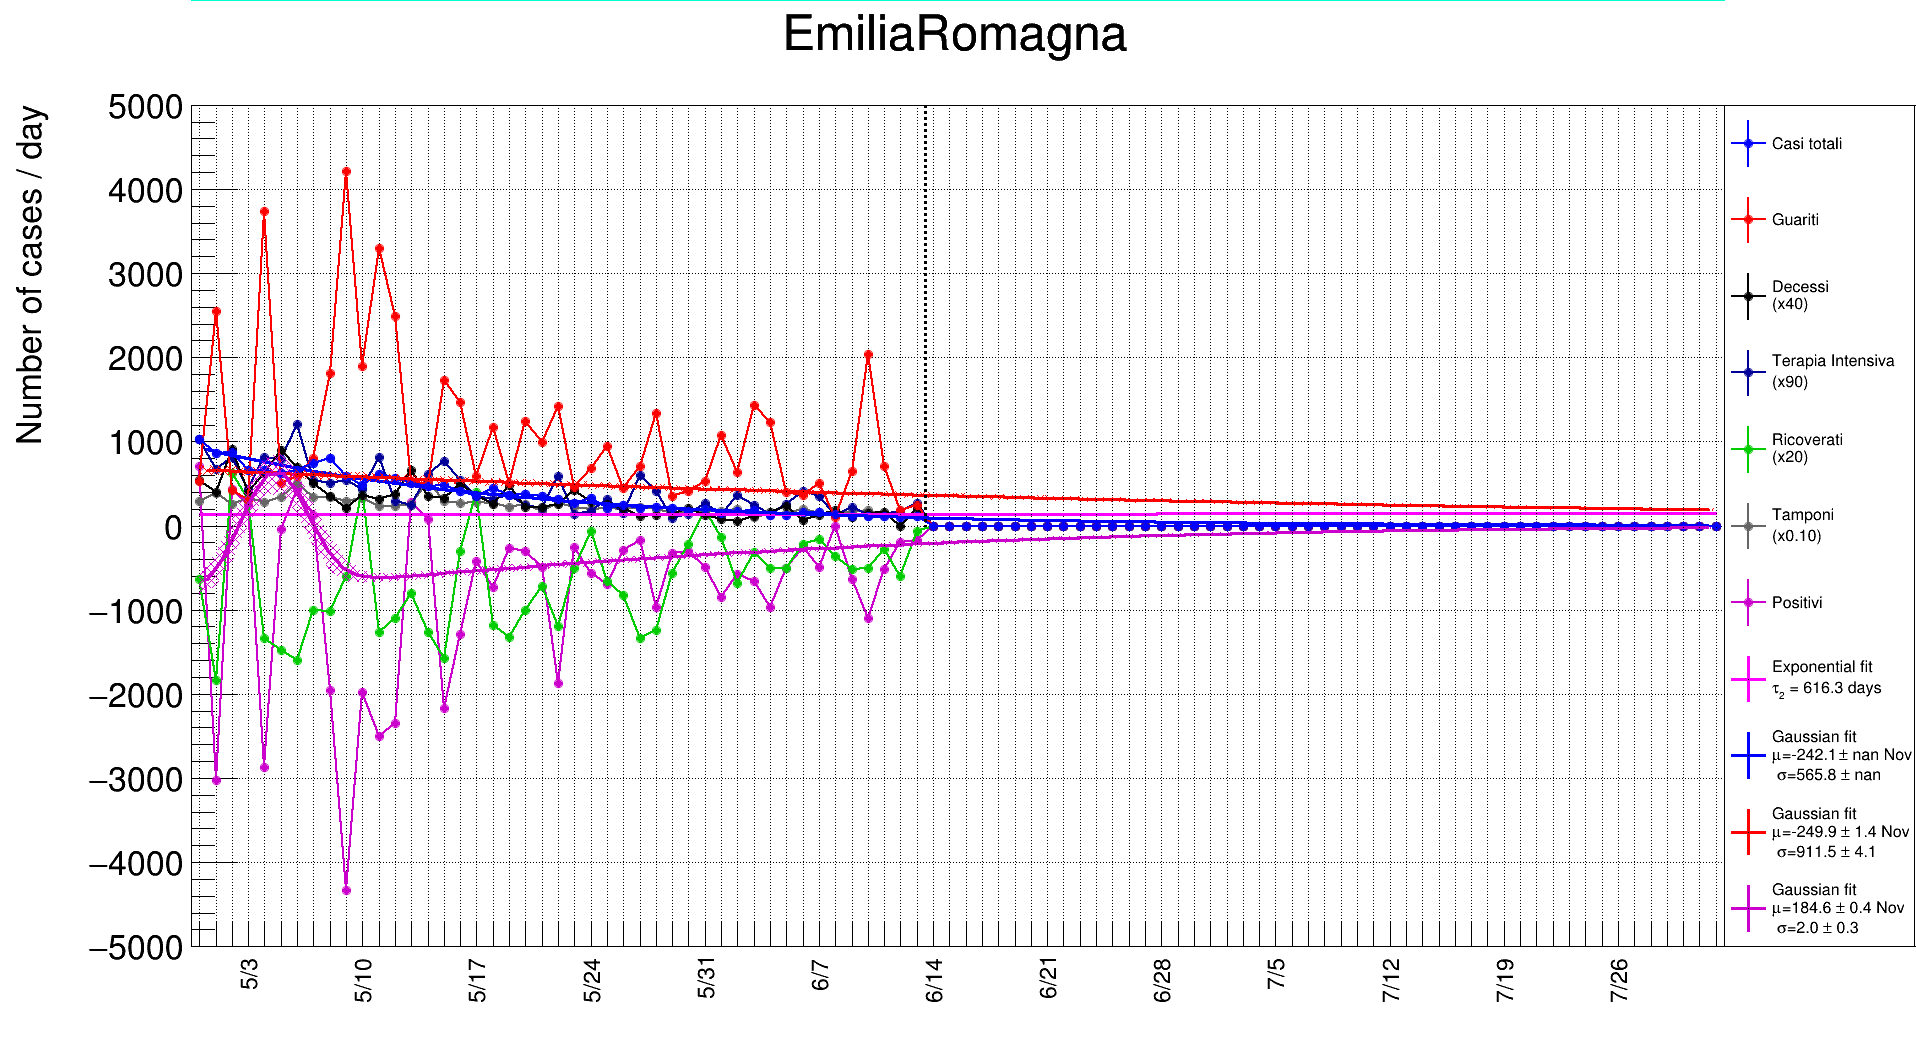 EmiliaRomagna
Number of cases / day
5000
4000
3000
2000
1000
0
−1000
−2000
−3000
−4000
−5000
5/3
5/10
5/17
5/24
5/31
6/7
6/14
6/21
6/28
7/5
7/12
7/19
7/26
Casi totali
Guariti
Decessi
(x40)
Terapia Intensiva
(x90)
Ricoverati
(x20)
Tamponi
(x0.10)
Positivi
Exponential fit
τ2 = 616.3 days
Gaussian fit
μ=-242.1 ± nan Nov
σ=565.8 ± nan
Gaussian fit
μ=-249.9 ± 1.4 Nov
σ=911.5 ± 4.1
Gaussian fit
μ=184.6 ± 0.4 Nov
σ=2.0 ± 0.3